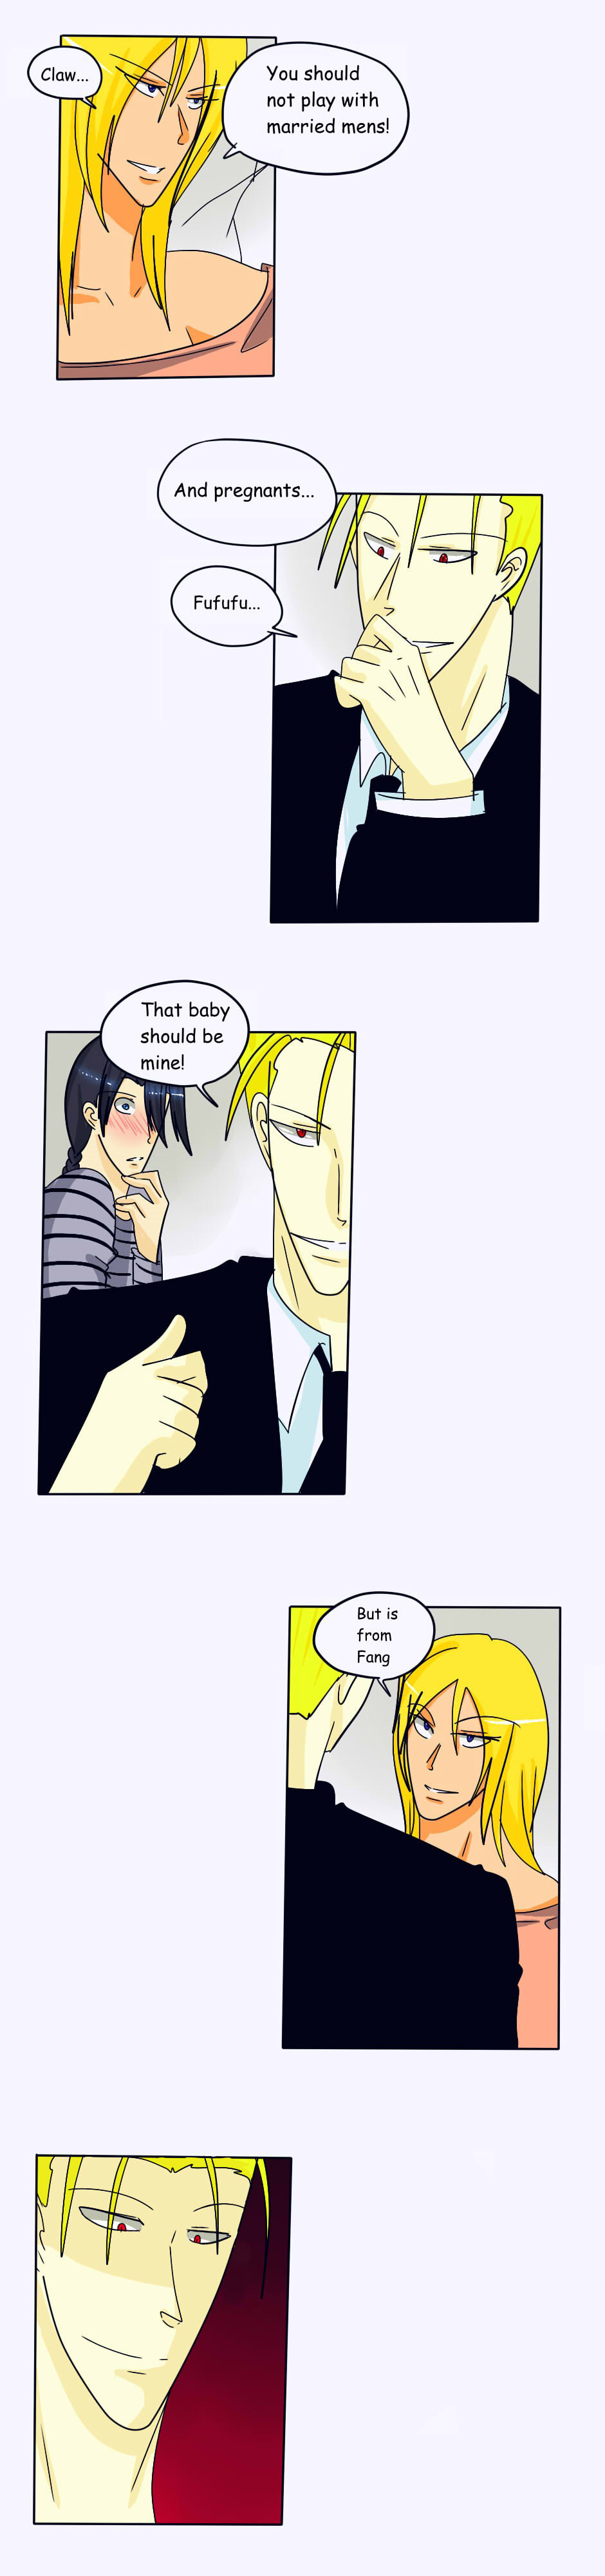 Claw...
You should
not play with
married mens!
And pregnants...
Fufufu...
That baby
should be
mine!
But is
from
Fang